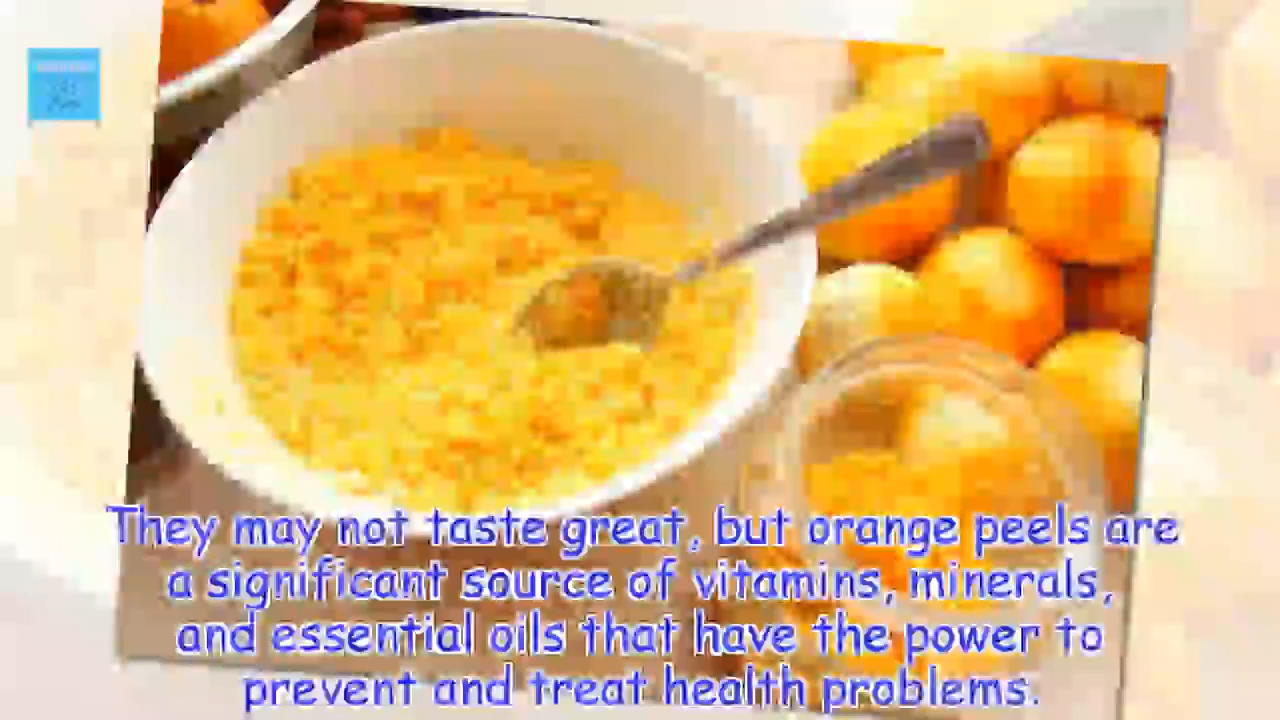 They may not taste great, but orange peels are
a significant source of vitamins, minerals,
and essential oils that have the power to
prevent and treat health problems.